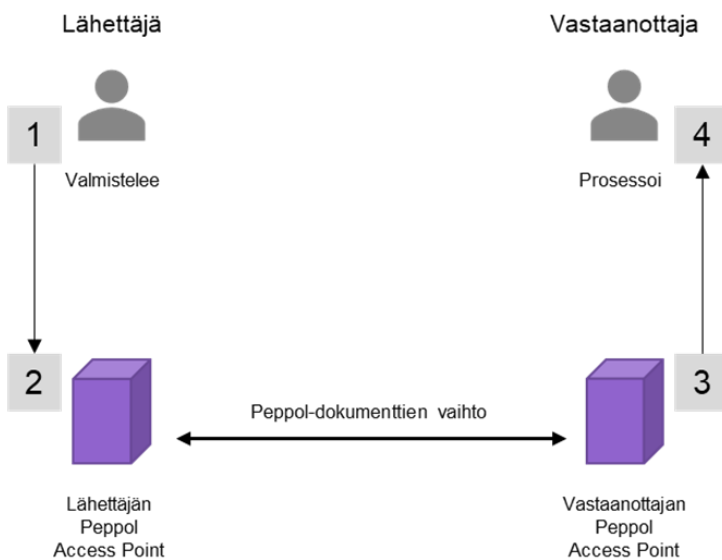 Lähettäjä
Vastaanottaja
1
4
Valmistelee
Prosessoi
2
3
Peppol-dokumenttien vaihto
Lähettäjän
Peppol
Access Point
Vastaanottajan
Peppol
Access Point